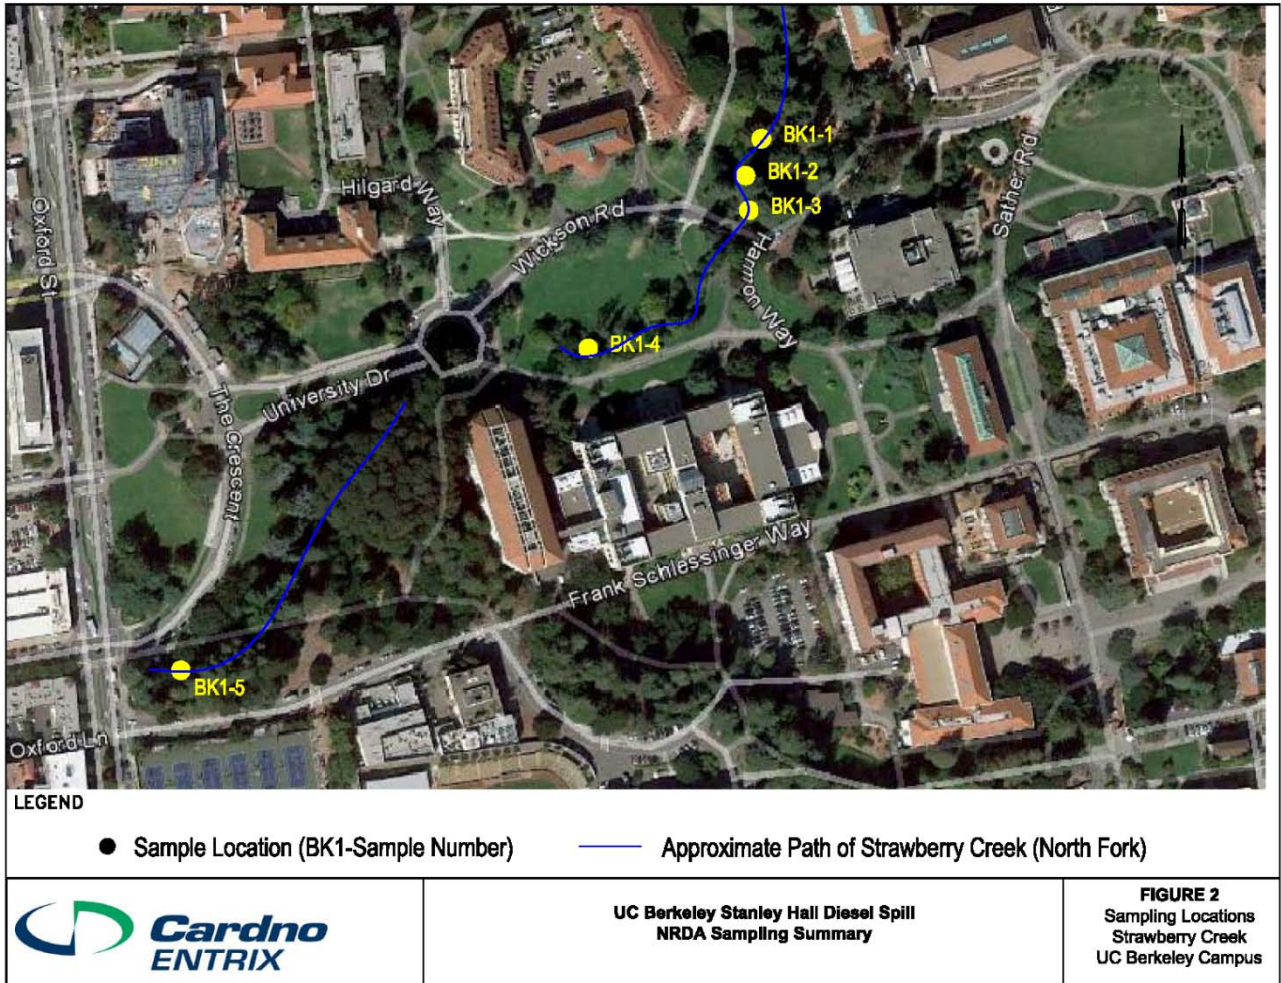 BK1-1
BK1-2
BK1-3
Sather Rd
Hilgard Way
Wickson Rd
Harmon Way
Oxford St
BK1-4
University Dr
The Crescent
Frank Schlessinger Way
BK1-5
Oxford Ln
LEGEND
Sample Location (BK1-Sample Number)
Approximate Path of Strawberry Creek (North Fork)
Cardno
ENTRIX
UC Berkeley Stanley Hall Diesel Spill
NRDA Sampling Summary
FIGURE 2
Sampling Locations
Strawberry Creek
UC Berkeley Campus